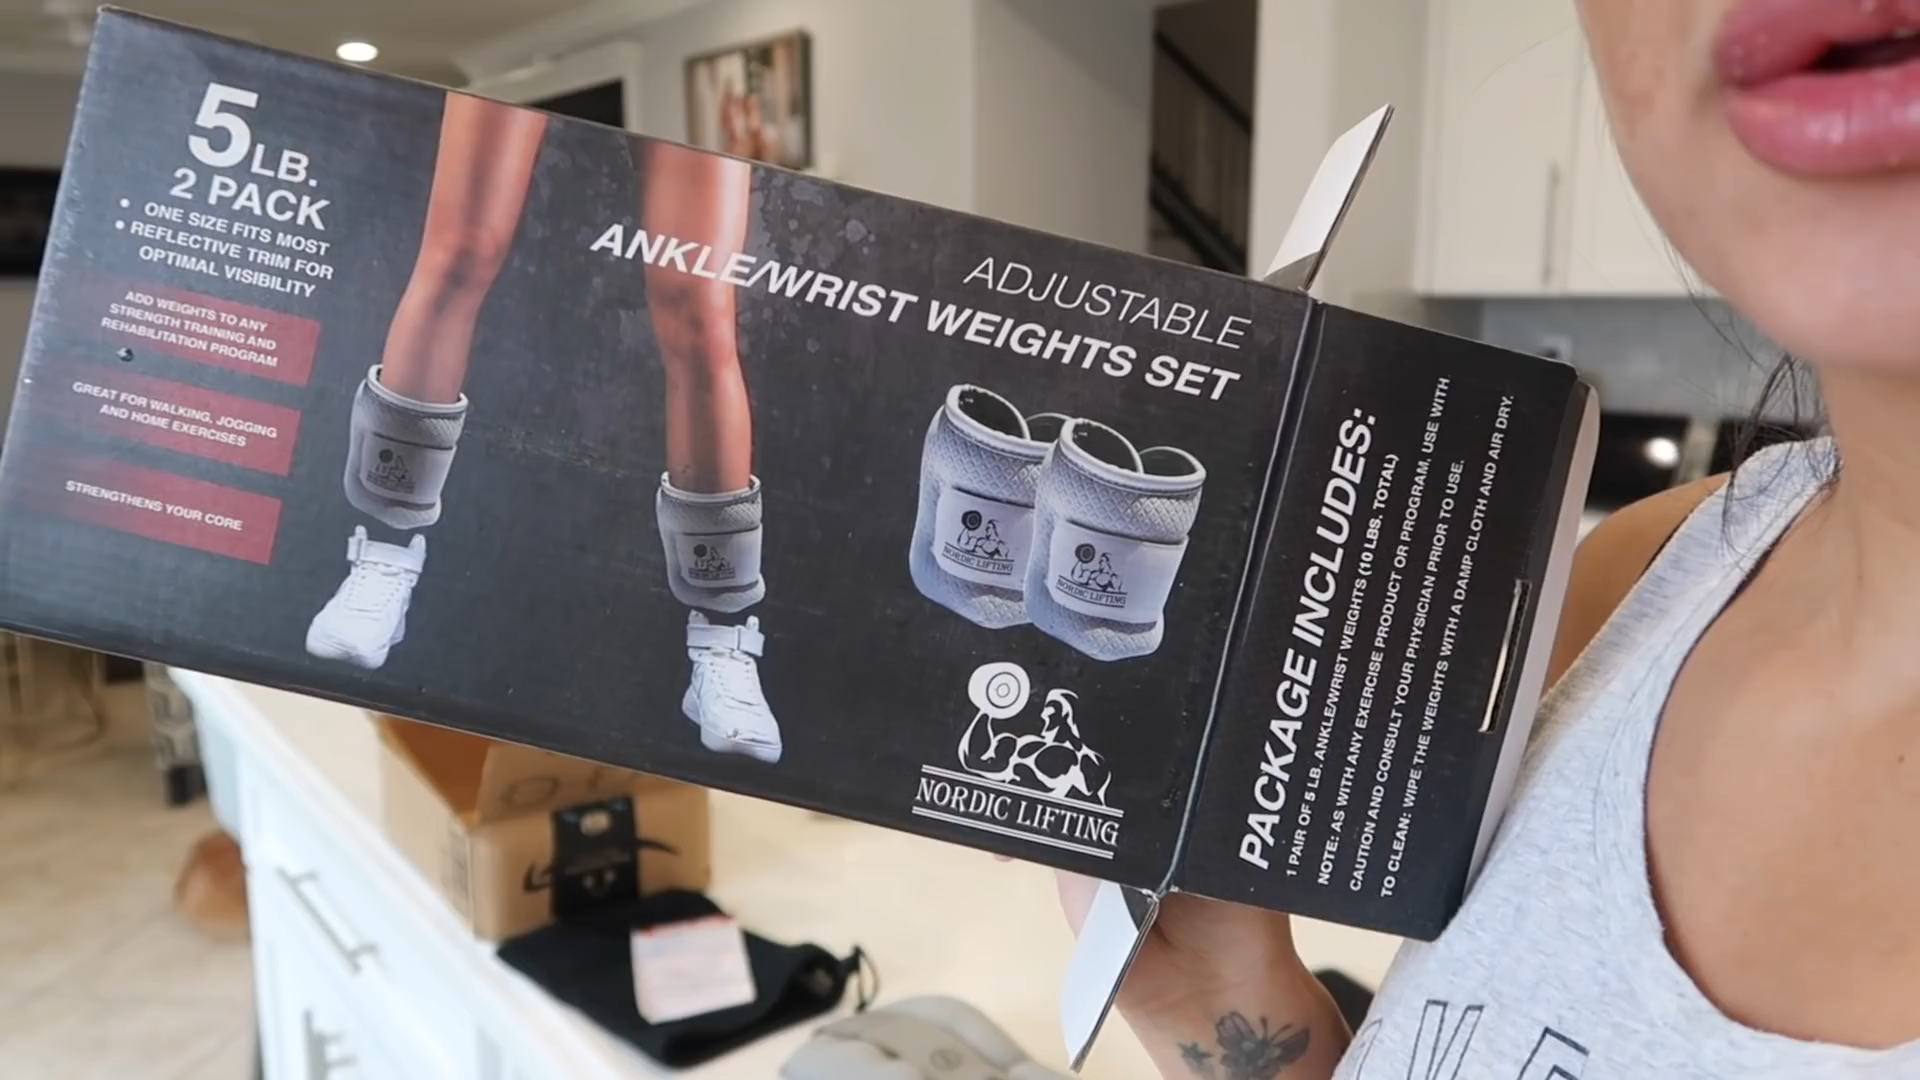 5 LB.
2 PACK
• ONE SIZE FITS MOST
• REFLECTIVE TRIM FOR
OPTIMAL VISIBILITY
ADD WEIGHTS TO ANY
STRENGTH TRAINING AND
REHABILITATION PROGRAM
GREAT FOR WALKING, JOGGING
AND HOME EXERCISES
STRENGTHENS YOUR CORE
ADJUSTABLE
ANKLE/WRIST WEIGHTS SET
NORDIC LIFTING
NORDIC LIFTING
NORDIC LIFTING
PACKAGE INCLUDES:
1 PAIR OF 5 LB. ANKLE/WRIST WEIGHTS (10 LBS. TOTAL)
NOTE: AS WITH ANY EXERCISE PRODUCT OR PROGRAM, USE WITH
CAUTION AND CONSULT YOUR PHYSICIAN PRIOR TO USE.
TO CLEAN: WIPE THE WEIGHTS WITH A DAMP CLOTH AND AIR DRY.